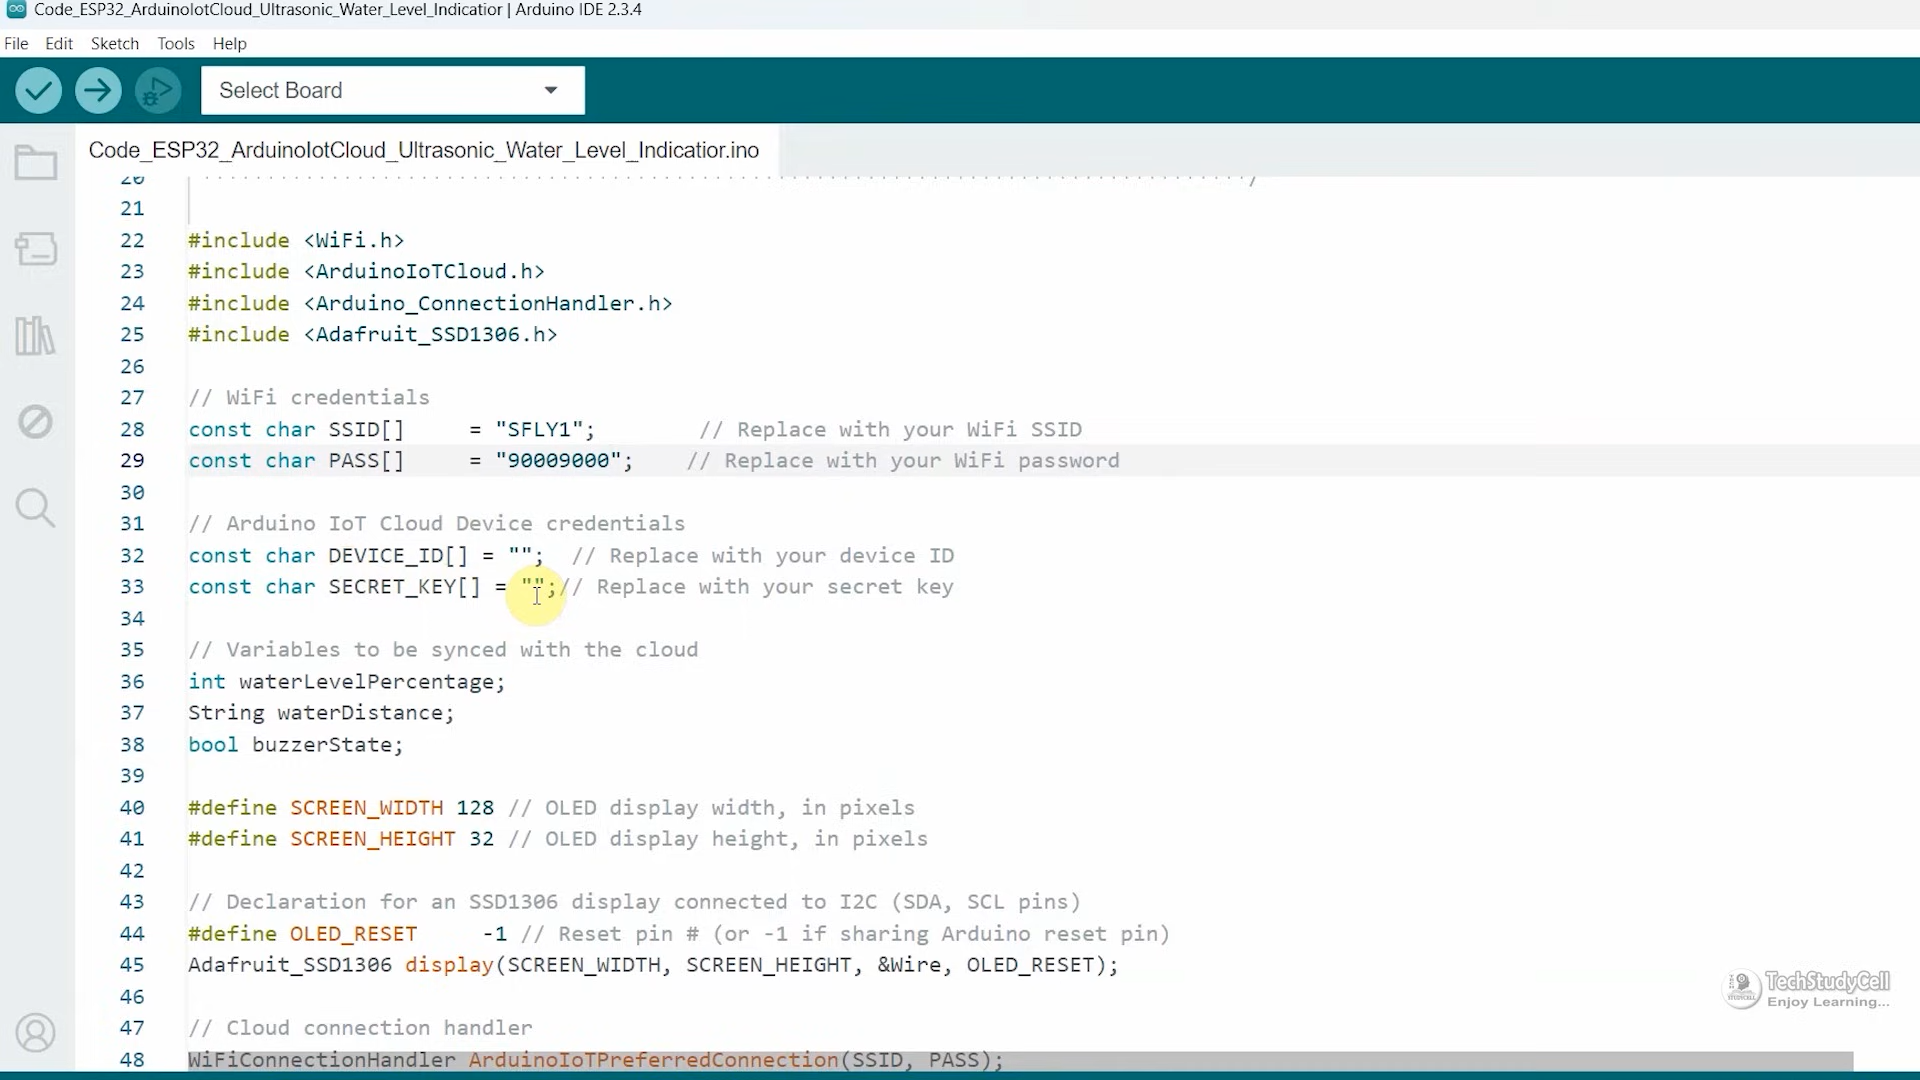 Code_ESP32_ArduinoIotCloud_Ultrasonic_Water_Level_Indicatior | Arduino IDE 2.3.4
File Edit Sketch Tools Help
Select Board
Code_ESP32_ArduinoIotCloud_Ultrasonic_Water_Level_Indicatior.ino
20 */
21
22 #include <WiFi.h>
23 #include <ArduinoIoTCloud.h>
24 #include <Arduino_ConnectionHandler.h>
25 #include <Adafruit_SSD1306.h>
26
27 // WiFi credentials
28 const char SSID[] = "SFLY1"; // Replace with your WiFi SSID
29 const char PASS[] = "90009000"; // Replace with your WiFi password
30
31 // Arduino IoT Cloud Device credentials
32 const char DEVICE_ID[] = ""; // Replace with your device ID
33 const char SECRET_KEY[] = "";// Replace with your secret key
34
35 // Variables to be synced with the cloud
36 int waterLevelPercentage;
37 String waterDistance;
38 bool buzzerState;
39
40 #define SCREEN_WIDTH 128 // OLED display width, in pixels
41 #define SCREEN_HEIGHT 32 // OLED display height, in pixels
42
43 // Declaration for an SSD1306 display connected to I2C (SDA, SCL pins)
44 #define OLED_RESET -1 // Reset pin # (or -1 if sharing Arduino reset pin)
45 Adafruit_SSD1306 display(SCREEN_WIDTH, SCREEN_HEIGHT, &Wire, OLED_RESET);
46
47 // Cloud connection handler
48 WiFiConnectionHandler ArduinoIoTPreferredConnection(SSID, PASS);
TechStudyCell
Enjoy Learning...